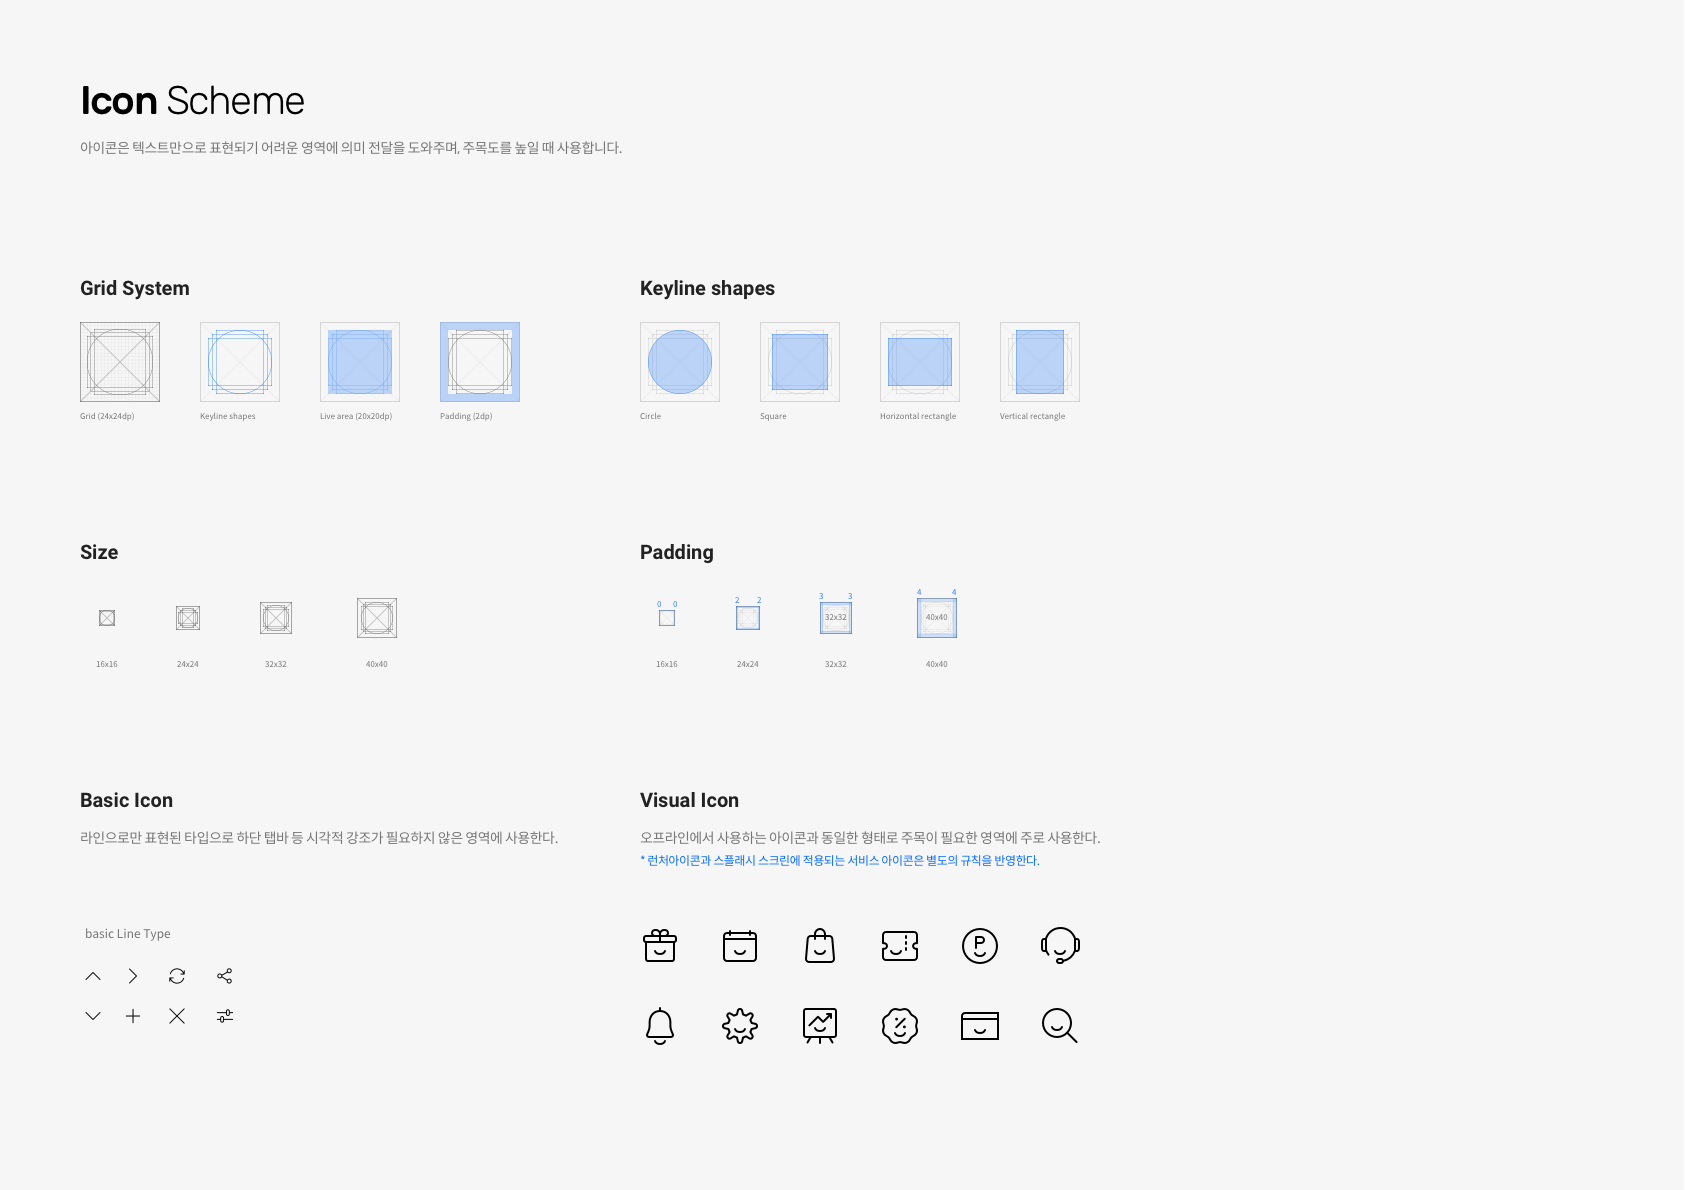 Icon Scheme
아이콘은 텍스트만으로 표현되기 어려운 영역에 의미 전달을 도와주며, 주목도를 높일 때 사용합니다.
Grid System
Grid (24x24dp)
Keyline shapes
Live area (20x20dp)
Padding (2dp)
Keyline shapes
Circle
Square
Horizontal rectangle
Vertical rectangle
Size
16x16
24x24
32x32
40x40
Padding
0 0
2 2
3 3
4 4
32x32
40x40
16x16
24x24
32x32
40x40
Basic Icon
라인으로만 표현된 타입으로 하단 탭바 등 시각적 강조가 필요하지 않은 영역에 사용한다.
basic Line Type
Visual Icon
오프라인에서 사용하는 아이콘과 동일한 형태로 주목이 필요한 영역에 주로 사용한다.
* 런처아이콘과 스플래시 스크린에 적용되는 서비스 아이콘은 별도의 규칙을 반영한다.
P